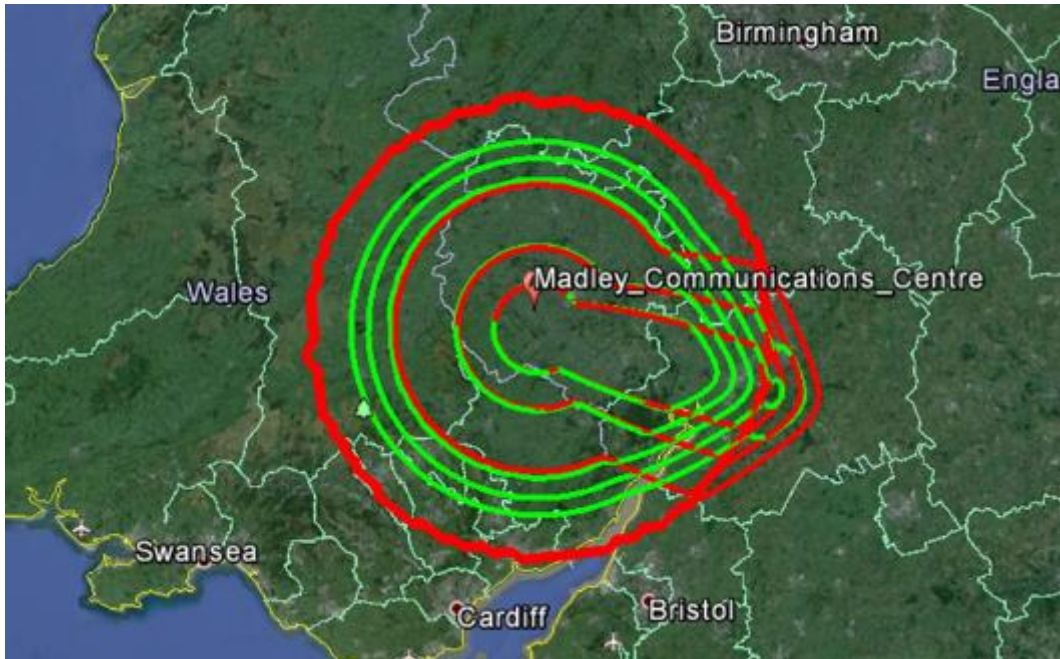 Birmingham
Engla
Madley_Communications_Centre
Wales
Swansea
Cardiff
Bristol